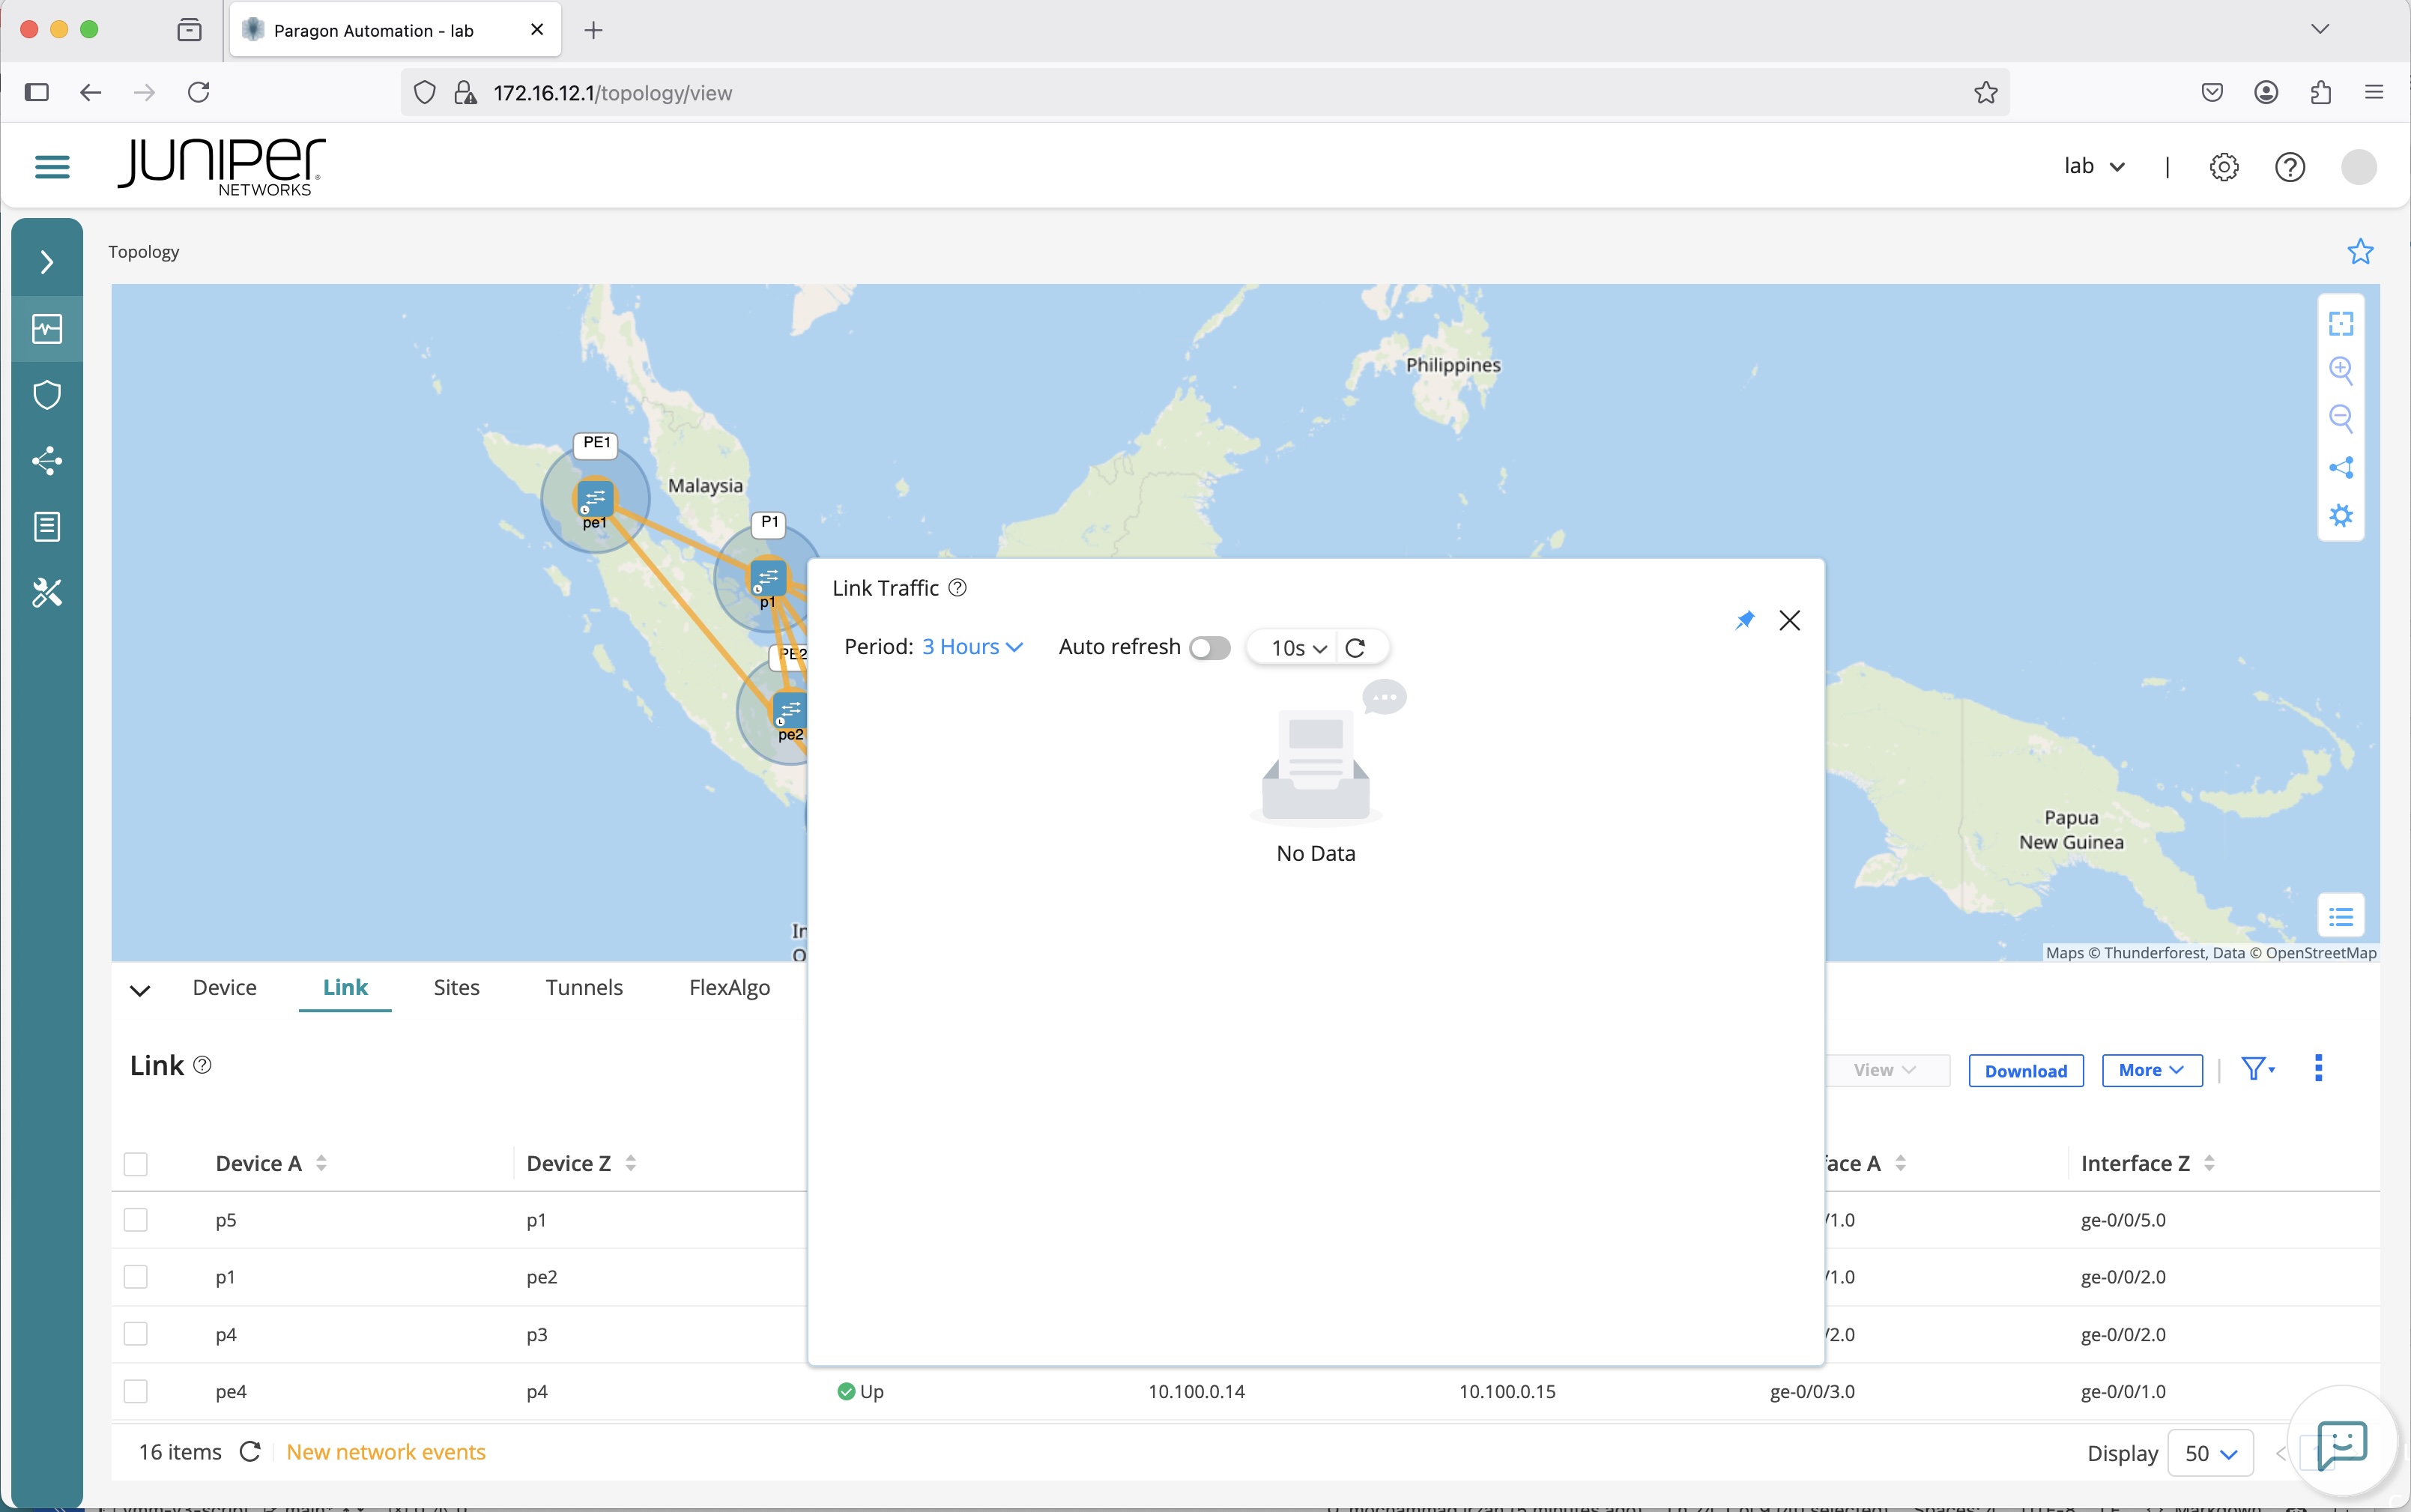 Paragon Automation - lab
172.16.12.1/topology/view
JUNIPer
NETWORKS
lab
Topology
Philippines
PE1
Malaysia
pe1
P1
p1
Link Traffic
Period: 3 Hours
Auto refresh
10s
PE2
pe2
No Data
Papua
New Guinea
In
O
Maps © Thunderforest, Data © OpenStreetMap
Device
Link
Sites
Tunnels
FlexAlgo
Link
View
Download
More
Device A
Device Z
face A
Interface Z
p5
p1
/1.0
ge-0/0/5.0
p1
pe2
/1.0
ge-0/0/2.0
p4
p3
/2.0
ge-0/0/2.0
pe4
p4
Up
10.100.0.14
10.100.0.15
ge-0/0/3.0
ge-0/0/1.0
16 items
New network events
Display
50